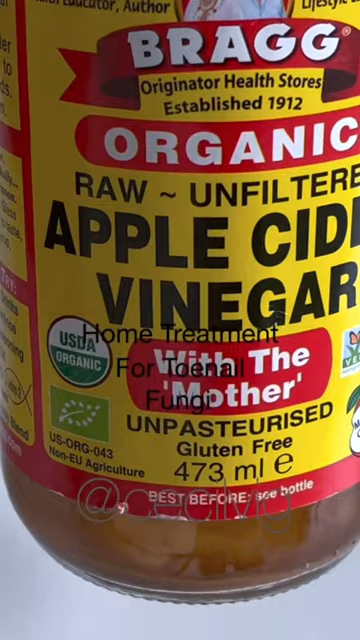 Health Educator, Author
Lifestyle
BRAGG®
Originator Health Stores
Established 1912
ORGANIC
RAW ~ UNFILTERE
APPLE CID
VINEGAR
USDA
ORGANIC
With The
'Mother'
Home Treatment
For Toenail
Fungi
UNPASTEURISED
Gluten Free
473 ml e
US-ORG-043
Non-EU Agriculture
BEST BEFORE: see bottle